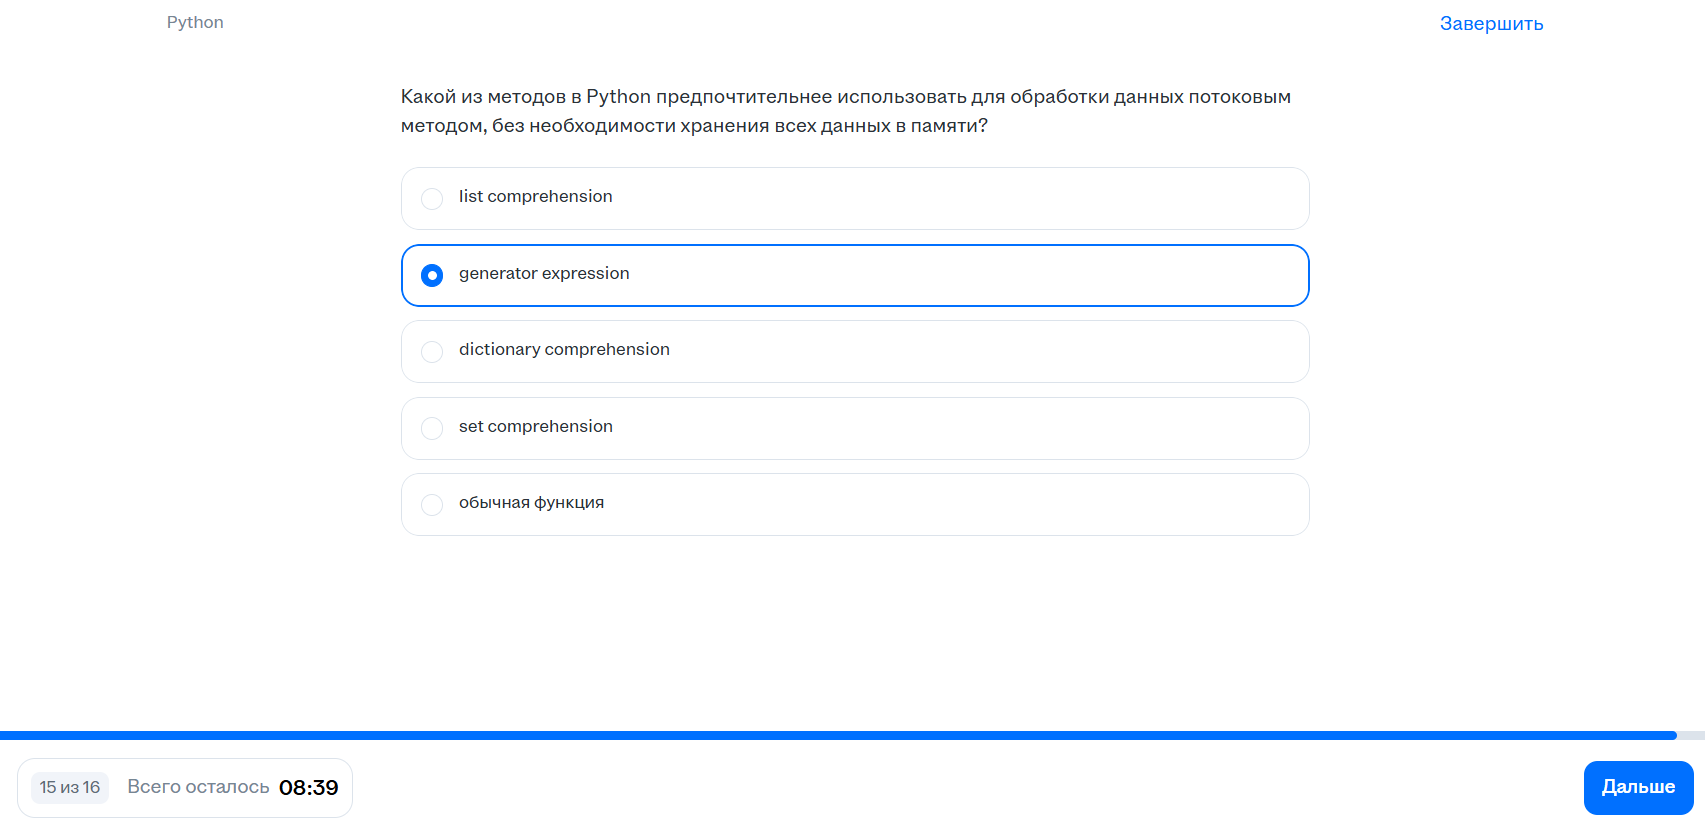 Python
Завершить
Какой из методов в Python предпочтительнее использовать для обработки данных потоковым
методом, без необходимости хранения всех данных в памяти?
list comprehension
generator expression
dictionary comprehension
set comprehension
обычная функция
15 из 16
Всего осталось 08:39
Дальше